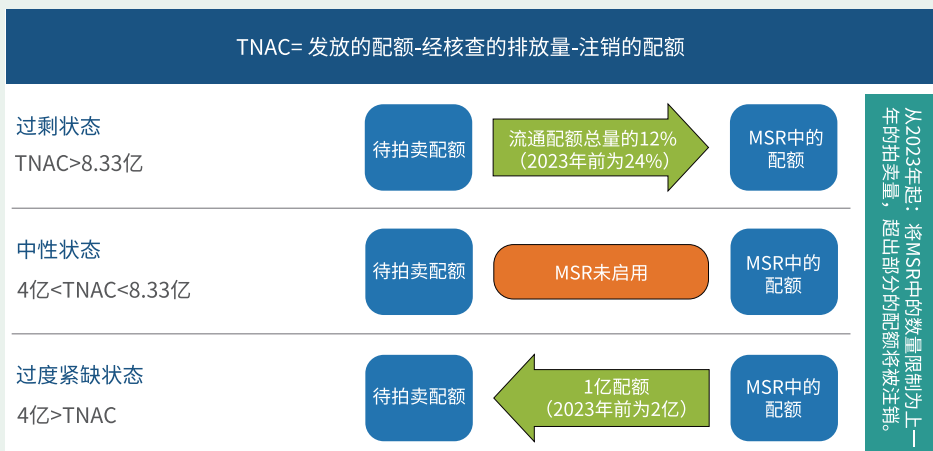 TNAC= 发放的配额-经核查的排放量-注销的配额
过剩状态
TNAC>8.33亿
待拍卖配额
流通配额总量的12%
（2023年前为24%）
MSR中的
配额
中性状态
4亿<TNAC<8.33亿
待拍卖配额
MSR未启用
MSR中的
配额
过度紧缺状态
4亿>TNAC
待拍卖配额
1亿配额
（2023年前为2亿）
MSR中的
配额
从2023年起：将MSR中的数量限制为上一
年的拍卖量，超出部分的配额将被注销。